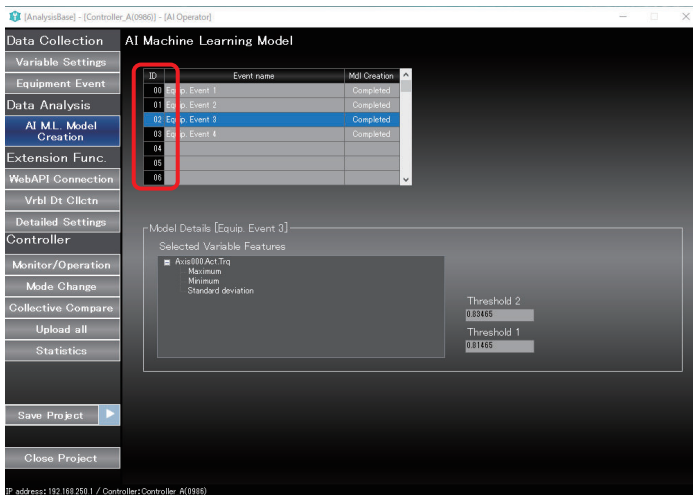 [AnalysisBase] - [Controller_A(0986)] - [AI Operator]
Data Collection
Variable Settings
Equipment Event
Data Analysis
AI M.L. Model
Creation
Extension Func.
WebAPI Connection
Vrbl Dt Cllctn
Detailed Settings
Controller
Monitor/Operation
Mode Change
Collective Compare
Upload all
Statistics
Save Project
Close Project
AI Machine Learning Model
ID Event name Mdl Creation
00 Equip. Event 1 Completed
01 Equip. Event 2 Completed
02 Equip. Event 3 Completed
03 Equip. Event 4 Completed
04
05
06
Model Details [Equip. Event 3]
Selected Variable Features
Axis000.Act.Trq
Maximum
Minimum
Standard deviation
Threshold 2
0.83465
Threshold 1
0.81465
IP address: 192.168.250.1 / Controller:Controller_A(0986)